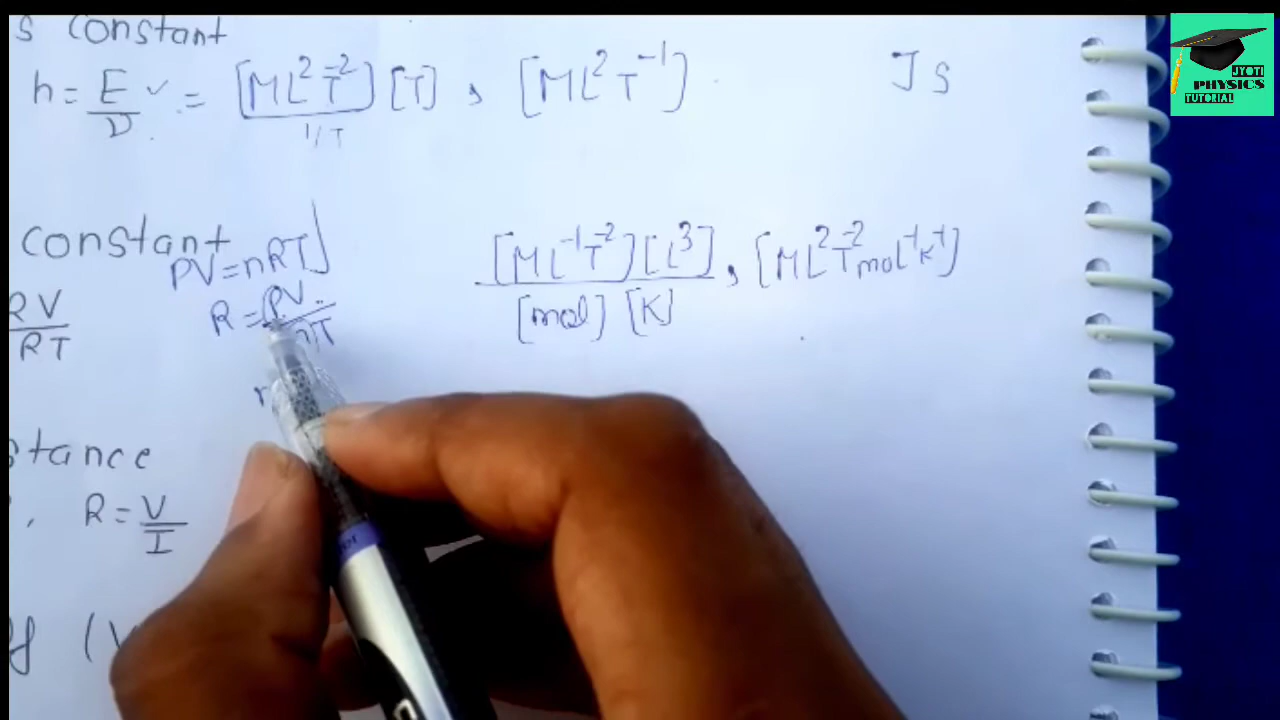 s constant
h = E/ν = [ML²T⁻²]/(1/T) [T], [ML²T⁻¹] J S
JYOTI
PHYSICS
TUTORIAL
constant
PV = nRT
[ML⁻¹T⁻²][L³]/[mol][K], [ML²T⁻²mol⁻¹K⁻¹]
R = PV/nT
RV/RT
stance
R = V/I